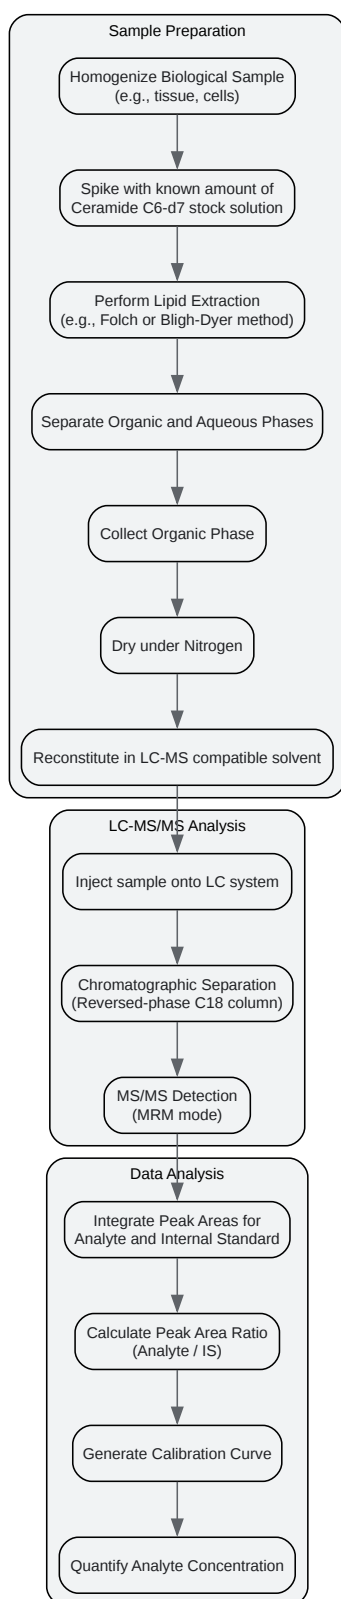 Sample Preparation
Homogenize Biological Sample
(e.g., tissue, cells)
Spike with known amount of
Ceramide C6-d7 stock solution
Perform Lipid Extraction
(e.g., Folch or Bligh-Dyer method)
Separate Organic and Aqueous Phases
Collect Organic Phase
Dry under Nitrogen
Reconstitute in LC-MS compatible solvent
LC-MS/MS Analysis
Inject sample onto LC system
Chromatographic Separation
(Reversed-phase C18 column)
MS/MS Detection
(MRM mode)
Data Analysis
Integrate Peak Areas for
Analyte and Internal Standard
Calculate Peak Area Ratio
(Analyte / IS)
Generate Calibration Curve
Quantify Analyte Concentration